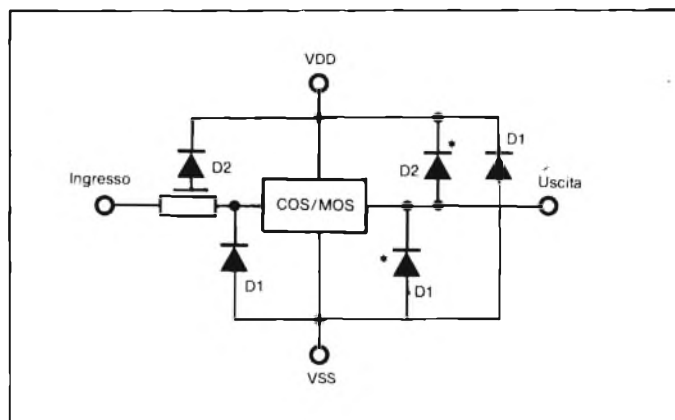 VDD
D2
Ingresso
COS/MOS
D1
* D2
D1
Uscita
* D1
VSS